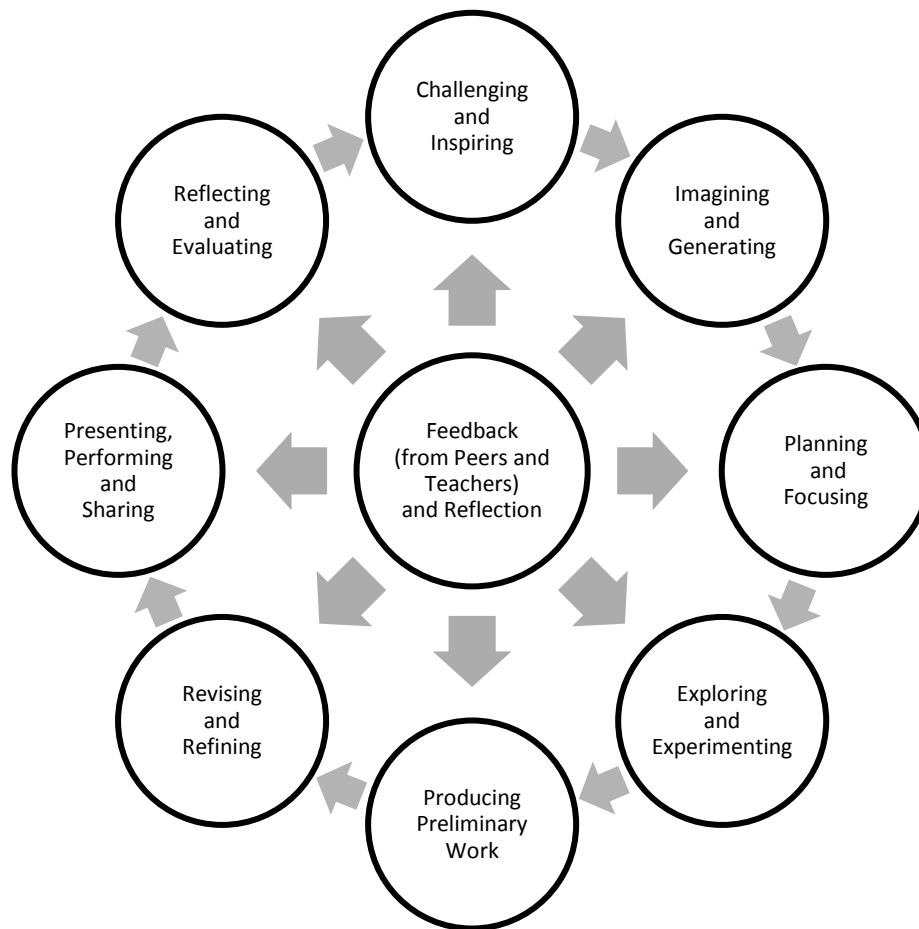 Challenging
and
Inspiring
Imagining
and
Generating
Planning
and
Focusing
Exploring
and
Experimenting
Producing
Preliminary
Work
Revising
and
Refining
Presenting,
Performing
and
Sharing
Reflecting
and
Evaluating
Feedback
(from Peers and
Teachers)
and Reflection